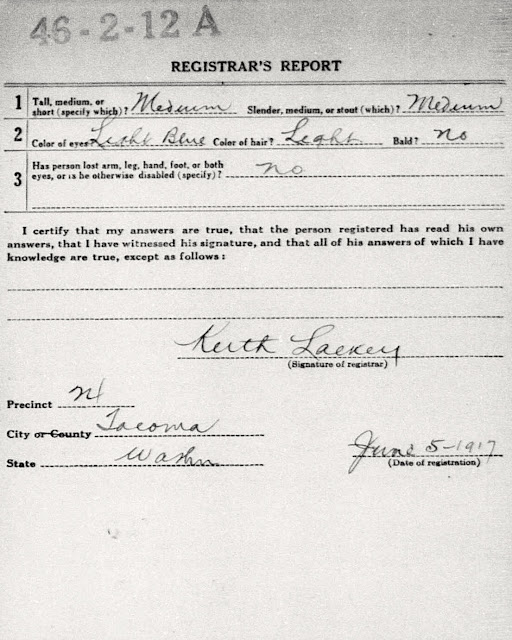 46-2-12 A
REGISTRAR'S REPORT
1 Tall, medium, or short (specify which)? Medium Slender, medium, or stout (which)? Medium
2 Color of eyes Light Blue Color of hair? Light Bald? No
3 Has person lost arm, leg, hand, foot, or both eyes, or is he otherwise disabled (specify)? no
I certify that my answers are true, that the person registered has read his own
answers, that I have witnessed his signature, and that all of his answers of which I have
knowledge are true, except as follows:
Keith Lackey
(Signature of registrar)
Precinct
City or County Tacoma
State Washn
June 5-1917
(Date of registration)